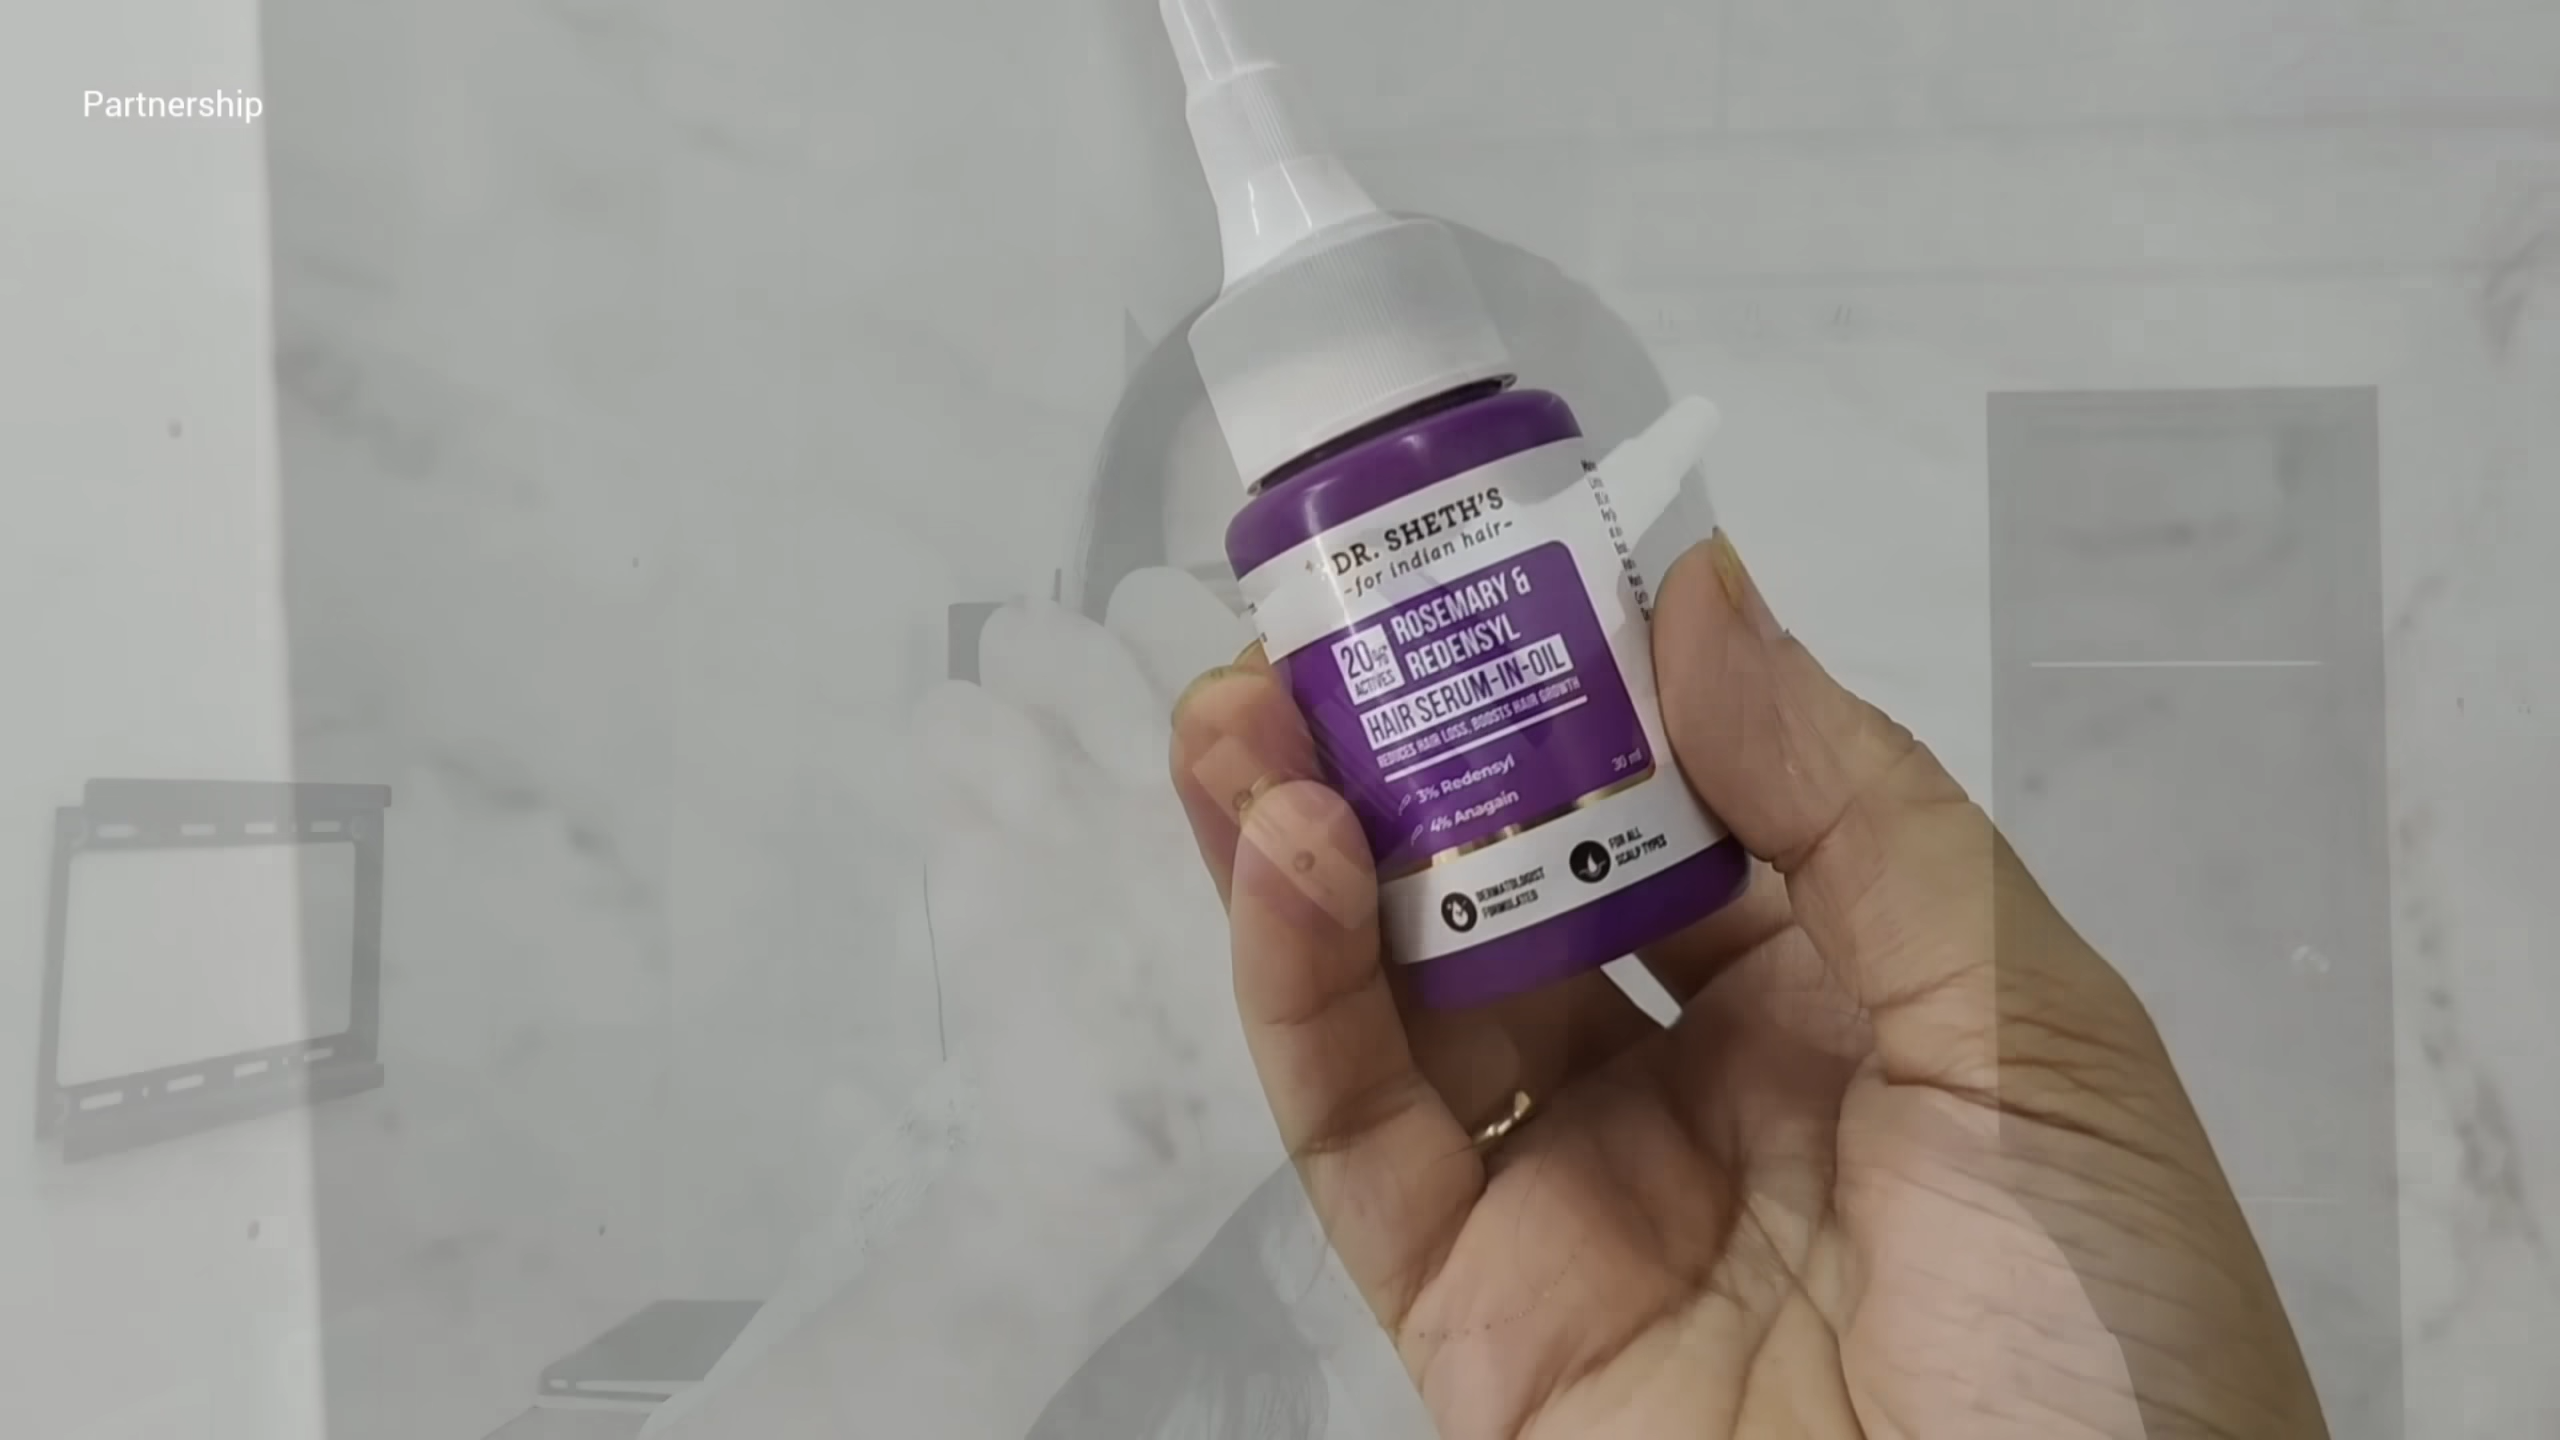 Partnership
DR. SHETH'S
-for indian hair-
20%+
ACTIVES
ROSEMARY &
REDENSYL
HAIR SERUM-IN-OIL
REDUCES HAIR LOSS, BOOSTS HAIR GROWTH
3% Redensyl
30 ml
4% Anagain
DERMATOLOGIST
FORMULATED
FOR ALL
SCALP TYPES